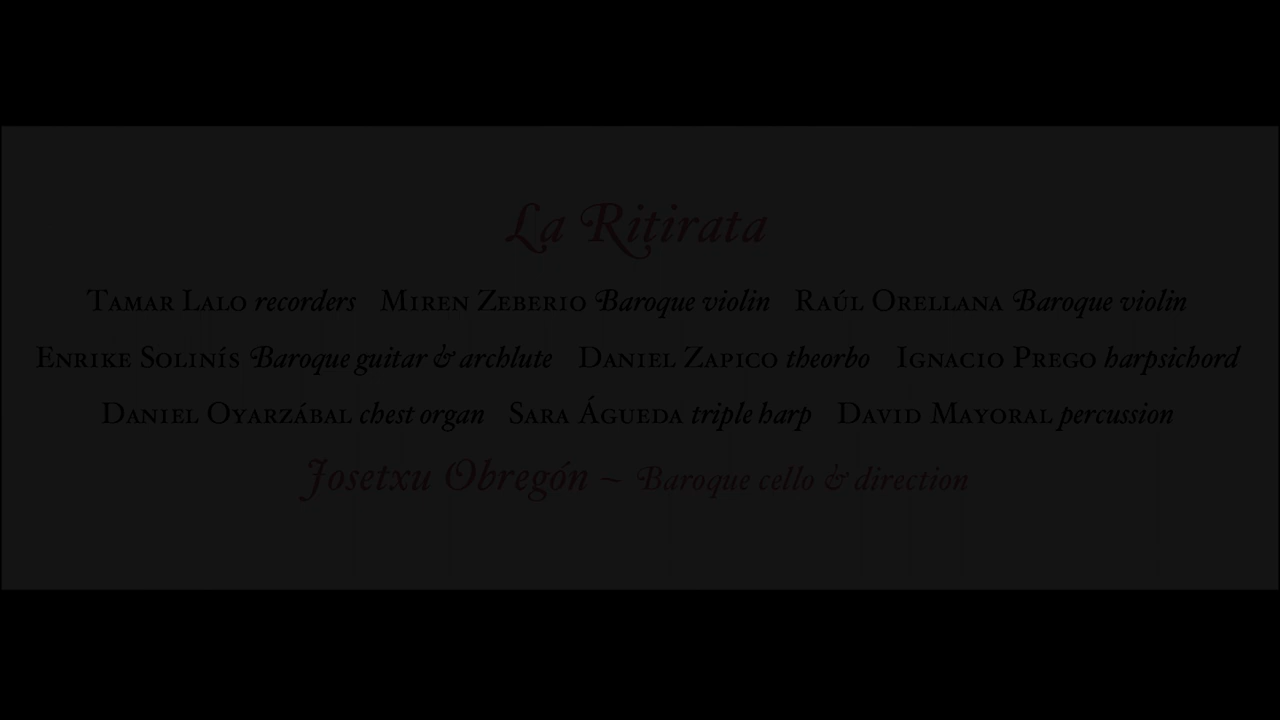 La Ritirata
Tamar Lalo recorders Miren Zeberio Baroque violin Raúl Orellana Baroque violin
Enrike Solinís Baroque guitar & archlute Daniel Zapico theorbo Ignacio Prego harpsichord
Daniel Oyarzábal chest organ Sara Águeda triple harp David Mayoral percussion
Josetxu Obregón – Baroque cello & direction